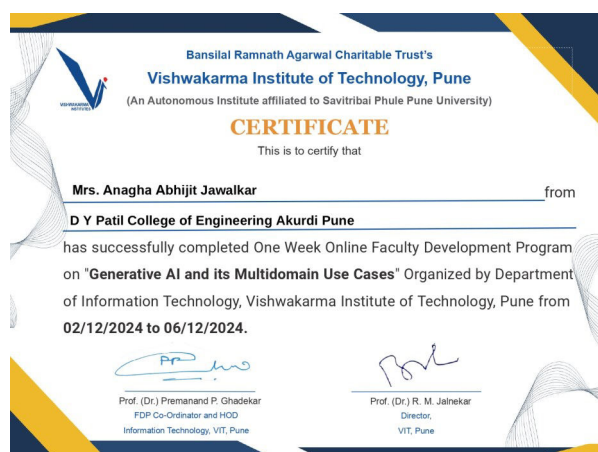 Bansilal Ramnath Agarwal Charitable Trust's
Vishwakarma Institute of Technology, Pune
(An Autonomous Institute affiliated to Savitribai Phule Pune University)
VISHWAKARMA
INSTITUTES
CERTIFICATE
This is to certify that
Mrs. Anagha Abhijit Jawalkar from
D Y Patil College of Engineering Akurdi Pune
has successfully completed One Week Online Faculty Development Program
on "Generative AI and its Multidomain Use Cases" Organized by Department
of Information Technology, Vishwakarma Institute of Technology, Pune from
02/12/2024 to 06/12/2024.
Prof. (Dr.) Premanand P. Ghadekar
FDP Co-Ordinator and HOD
Information Technology, VIT, Pune
Prof. (Dr.) R. M. Jalnekar
Director,
VIT, Pune